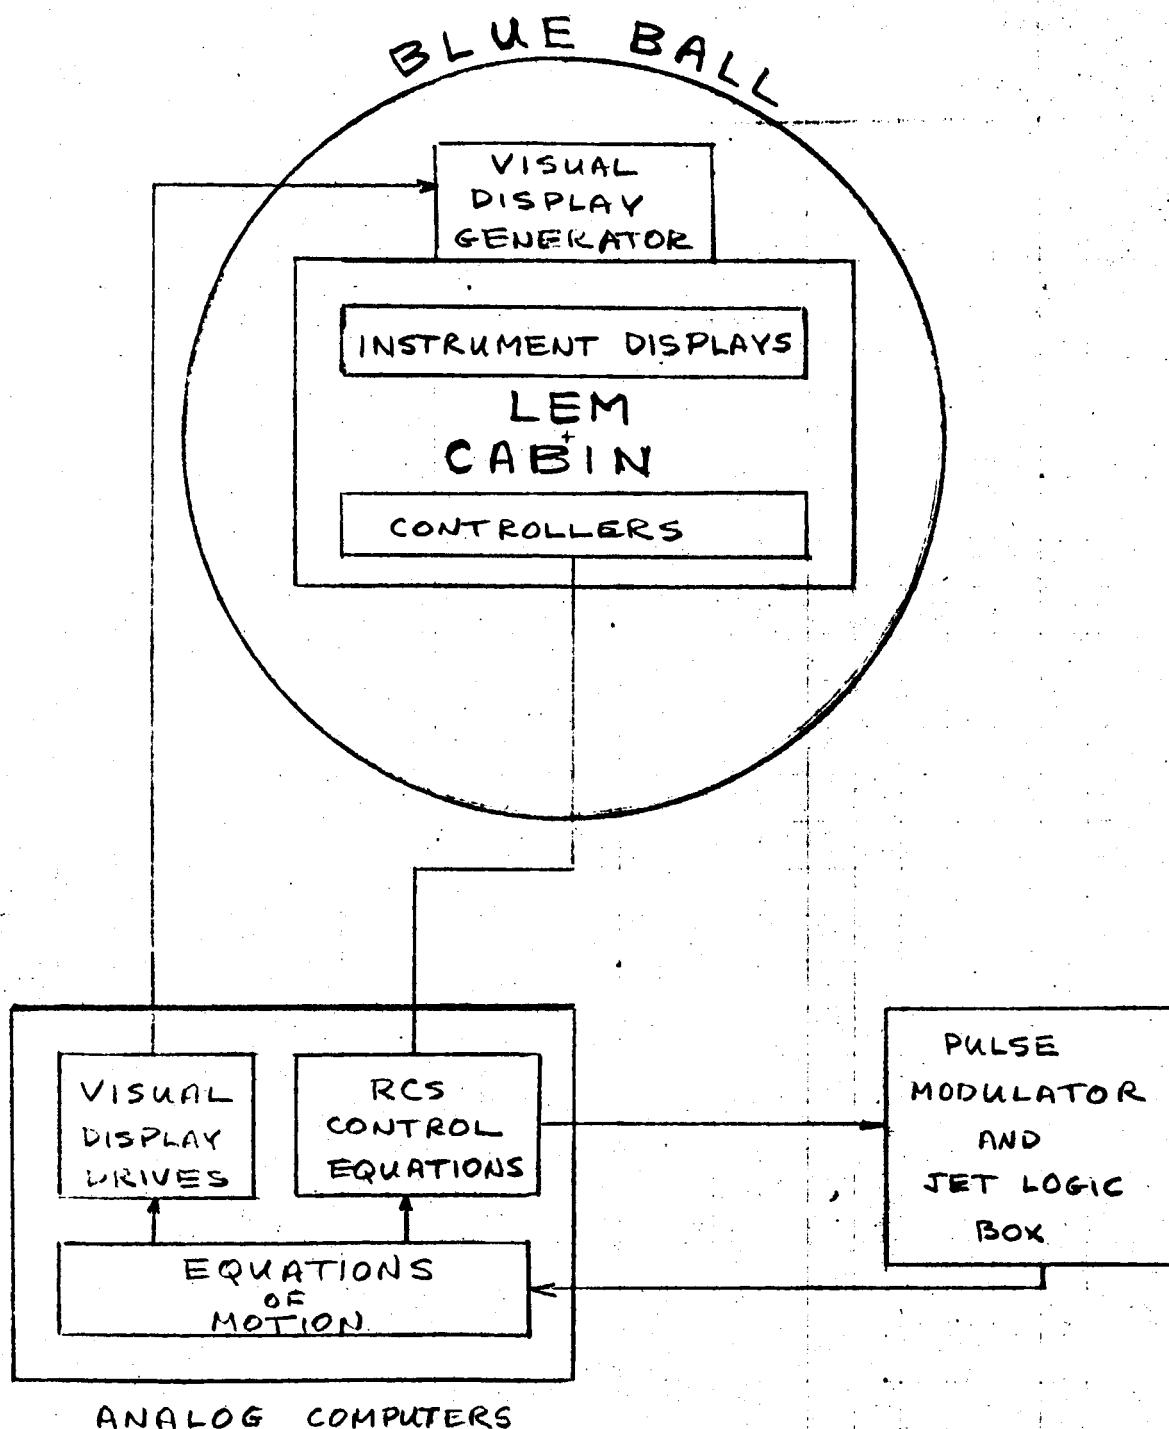 BLUE BALL
VISUAL
DISPLAY
GENERATOR
INSTRUMENT DISPLAYS
LEM
CABIN
CONTROLLERS
VISUAL
DISPLAY
DRIVES
RCS
CONTROL
EQUATIONS
PULSE
MODULATOR
AND
JET LOGIC
BOX
EQUATIONS
OF
MOTION
ANALOG COMPUTERS